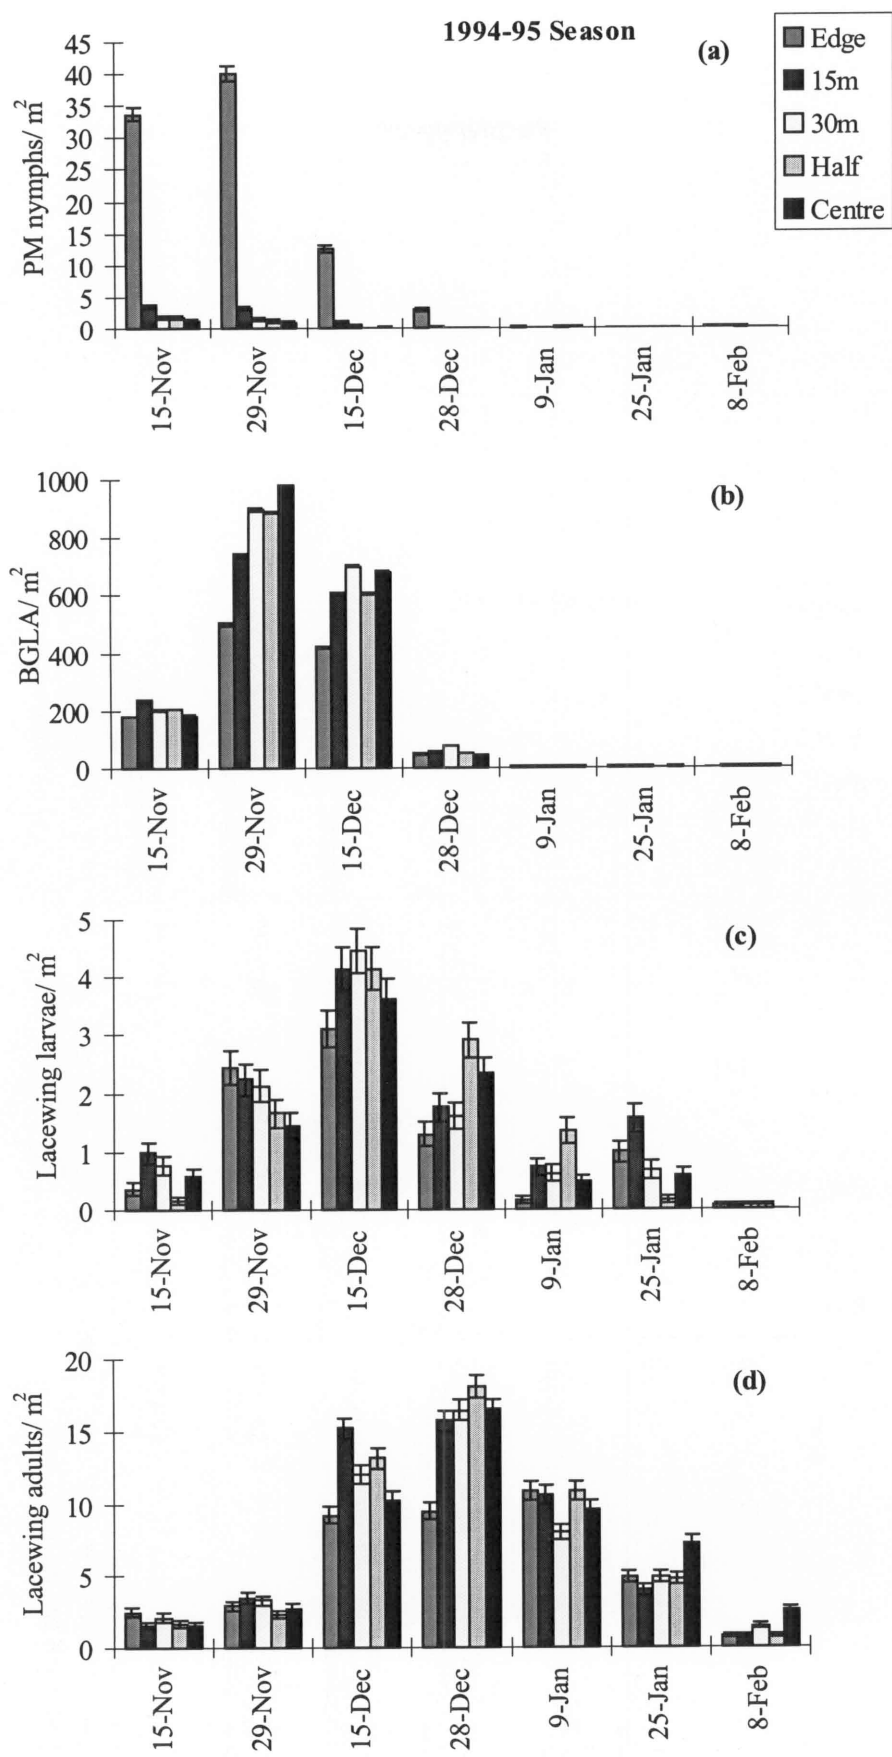 1994-95 Season
(a)
Edge
15m
30m
Half
Centre
PM nymphs/ m²
45
40
35
30
25
20
15
10
5
0
15-Nov
29-Nov
15-Dec
28-Dec
9-Jan
25-Jan
8-Feb
(b)
BGLA/ m²
1000
800
600
400
200
0
15-Nov
29-Nov
15-Dec
28-Dec
9-Jan
25-Jan
8-Feb
(c)
Lacewing larvae/ m²
5
4
3
2
1
0
15-Nov
29-Nov
15-Dec
28-Dec
9-Jan
25-Jan
8-Feb
(d)
Lacewing adults/ m²
20
15
10
5
0
15-Nov
29-Nov
15-Dec
28-Dec
9-Jan
25-Jan
8-Feb